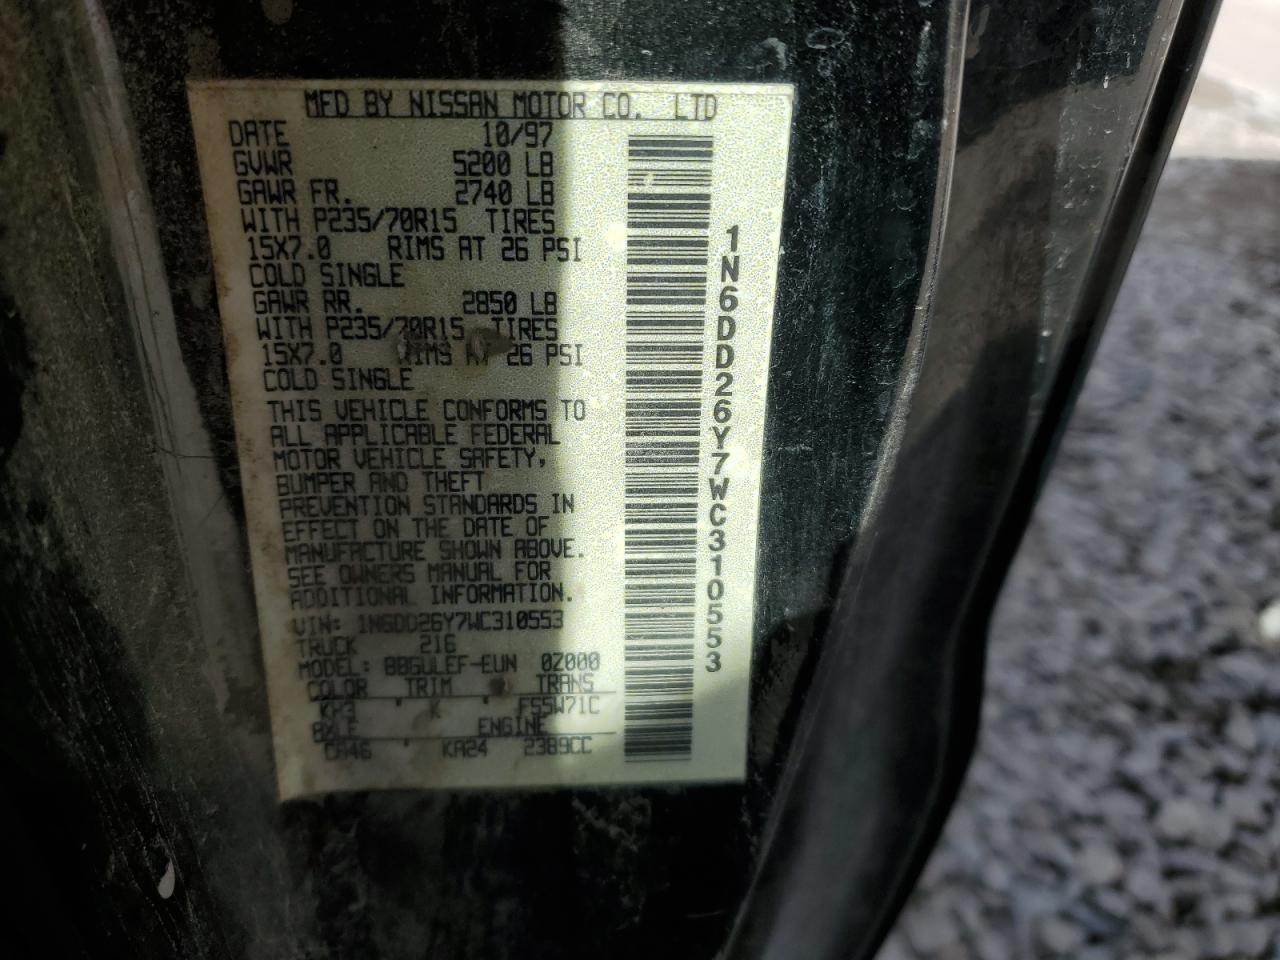 MFD BY NISSAN MOTOR CO. LTD
DATE 10/97
GVWR 5200 LB
GAWR FR. 2740 LB
WITH P235/70R15 TIRES
15X7.0 RIMS AT 26 PSI
COLD SINGLE
GAWR RR. 2850 LB
WITH P235/70R15 TIRES
15X7.0 RIMS AT 26 PSI
COLD SINGLE
THIS VEHICLE CONFORMS TO
ALL APPLICABLE FEDERAL
MOTOR VEHICLE SAFETY,
BUMPER AND THEFT
PREVENTION STANDARDS IN
EFFECT ON THE DATE OF
MANUFACTURE SHOWN ABOVE.
SEE OWNERS MANUAL FOR
ADDITIONAL INFORMATION.
VIN: 1N6DD26Y7WC310553
TRUCK 216
MODEL: BBGULEF-EUN 0Z000
COLOR TRIM TRANS
KH3 ' K ' FS5W71C
AXLE ENGINE
CA46 ' KA24 2389CC
1N6DD26Y7WC310553